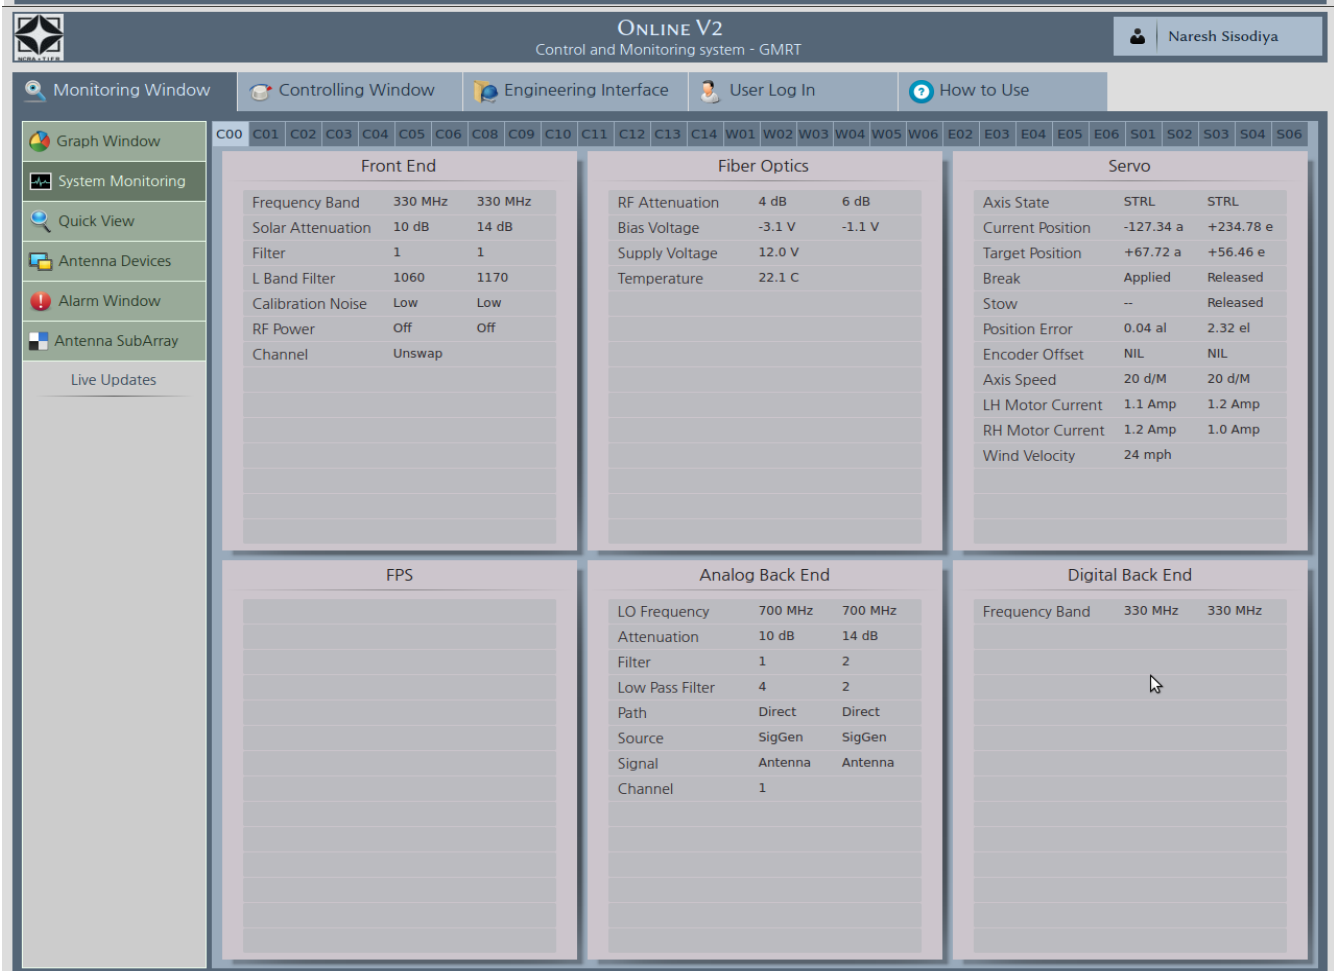 ONLINE V2
Control and Monitoring system - GMRT
NCRA • TIFR
Naresh Sisodiya
Monitoring Window Controlling Window Engineering Interface User Log In How to Use
Graph Window
System Monitoring
Quick View
Antenna Devices
Alarm Window
Antenna SubArray
Live Updates
C00 C01 C02 C03 C04 C05 C06 C08 C09 C10 C11 C12 C13 C14 W01 W02 W03 W04 W05 W06 E02 E03 E04 E05 E06 S01 S02 S03 S04 S06
Front End
Frequency Band 330 MHz 330 MHz
Solar Attenuation 10 dB 14 dB
Filter 1 1
L Band Filter 1060 1170
Calibration Noise Low Low
RF Power Off Off
Channel Unswap
Fiber Optics
RF Attenuation 4 dB 6 dB
Bias Voltage -3.1 V -1.1 V
Supply Voltage 12.0 V
Temperature 22.1 C
Servo
Axis State STRL STRL
Current Position -127.34 a +234.78 e
Target Position +67.72 a +56.46 e
Break Applied Released
Stow -- Released
Position Error 0.04 al 2.32 el
Encoder Offset NIL NIL
Axis Speed 20 d/M 20 d/M
LH Motor Current 1.1 Amp 1.2 Amp
RH Motor Current 1.2 Amp 1.0 Amp
Wind Velocity 24 mph
FPS
Analog Back End
LO Frequency 700 MHz 700 MHz
Attenuation 10 dB 14 dB
Filter 1 2
Low Pass Filter 4 2
Path Direct Direct
Source SigGen SigGen
Signal Antenna Antenna
Channel 1
Digital Back End
Frequency Band 330 MHz 330 MHz